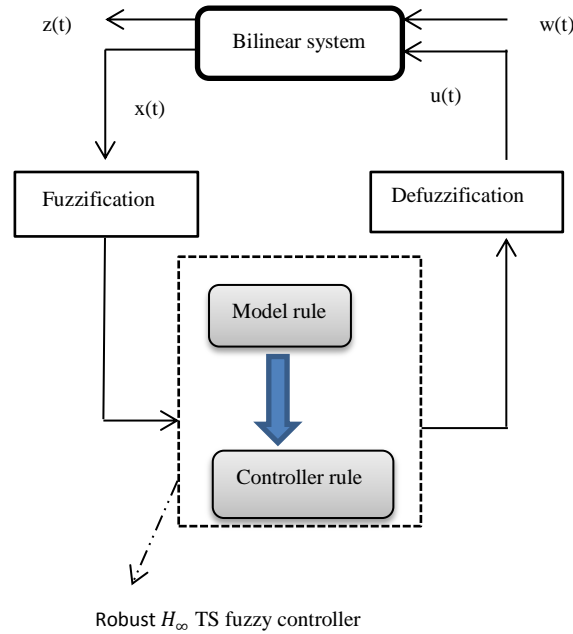 z(t)
Bilinear system
w(t)
x(t)
u(t)
Fuzzification
Defuzzification
Model rule
Controller rule
Robust H∞ TS fuzzy controller